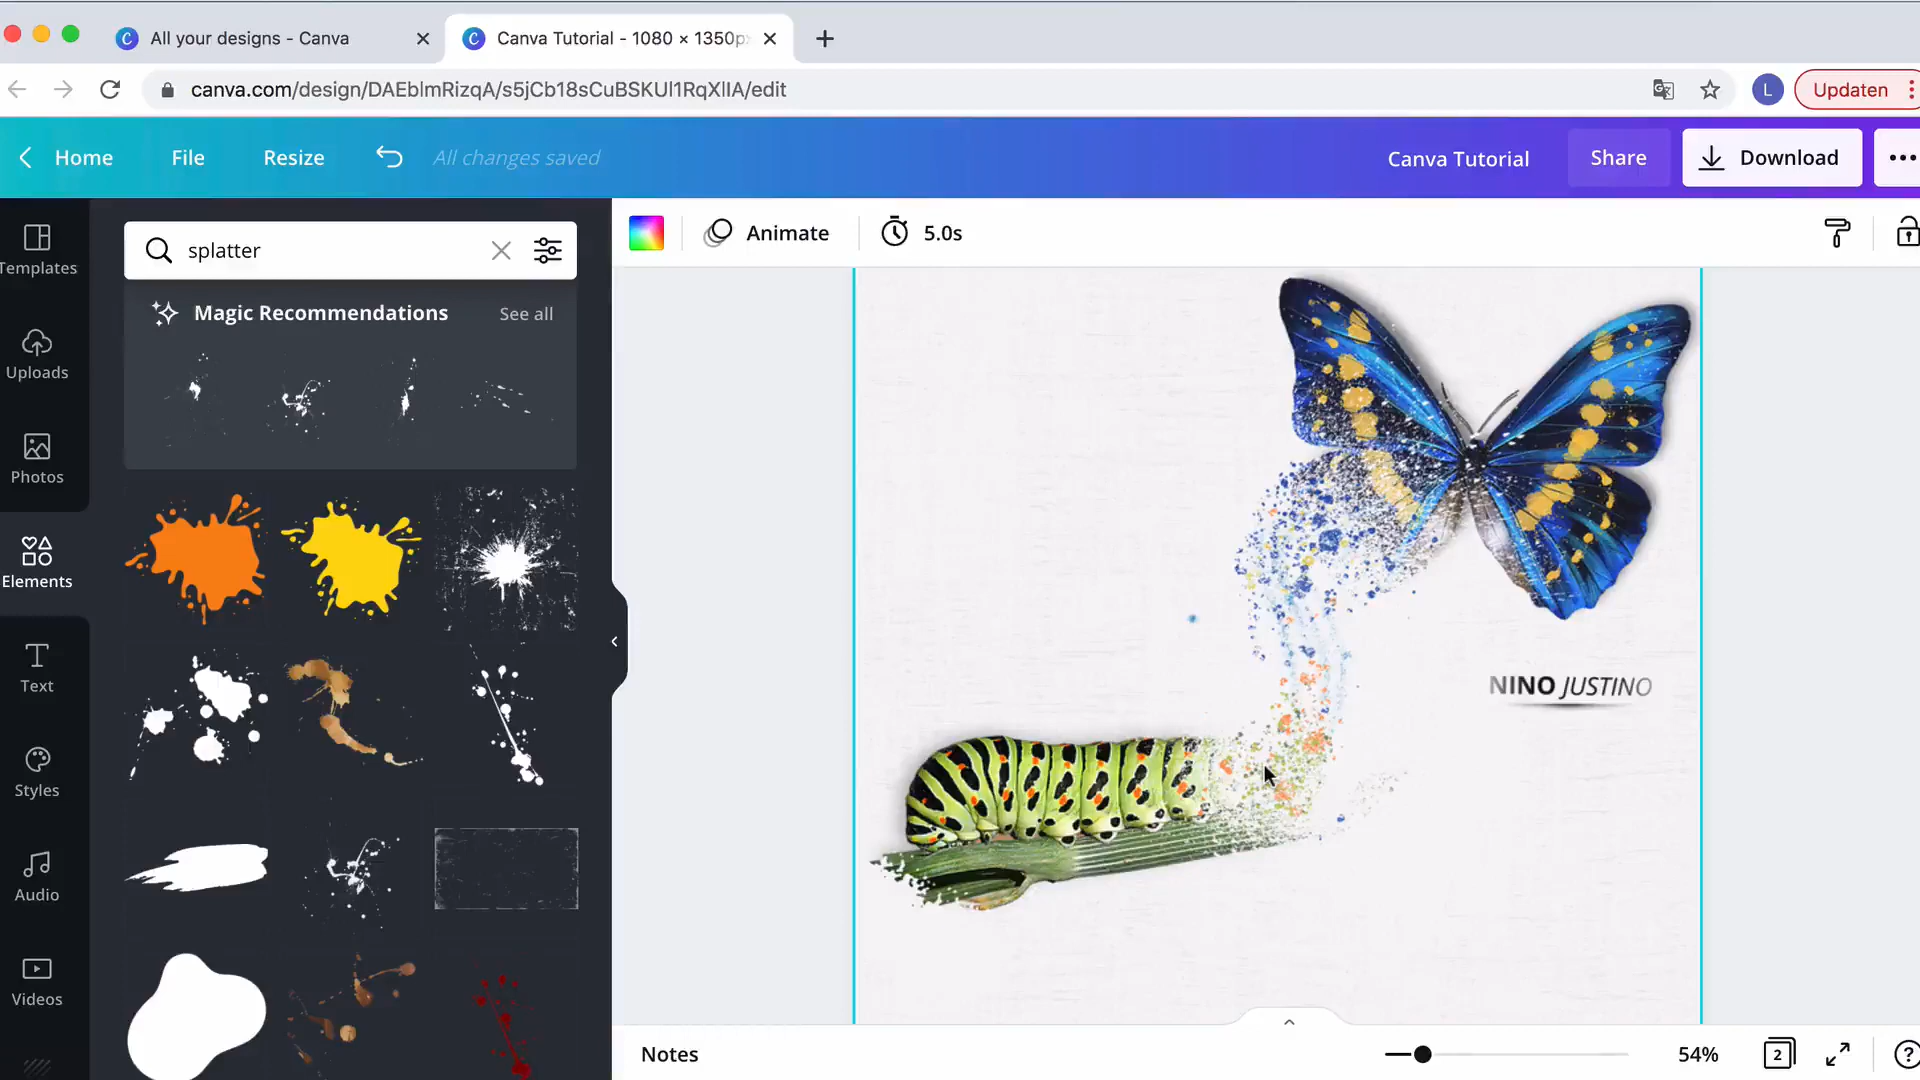 All your designs - Canva
Canva Tutorial - 1080 × 1350p
canva.com/design/DAEblmRizqA/s5jCb18sCuBSKUl1RqXlIA/edit
L
Updaten
Home
File
Resize
All changes saved
Canva Tutorial
Share
Download
Templates
Uploads
Photos
Elements
Text
Styles
Audio
Videos
splatter
Magic Recommendations
See all
Animate
5.0s
NINO JUSTINO
Notes
54%
2